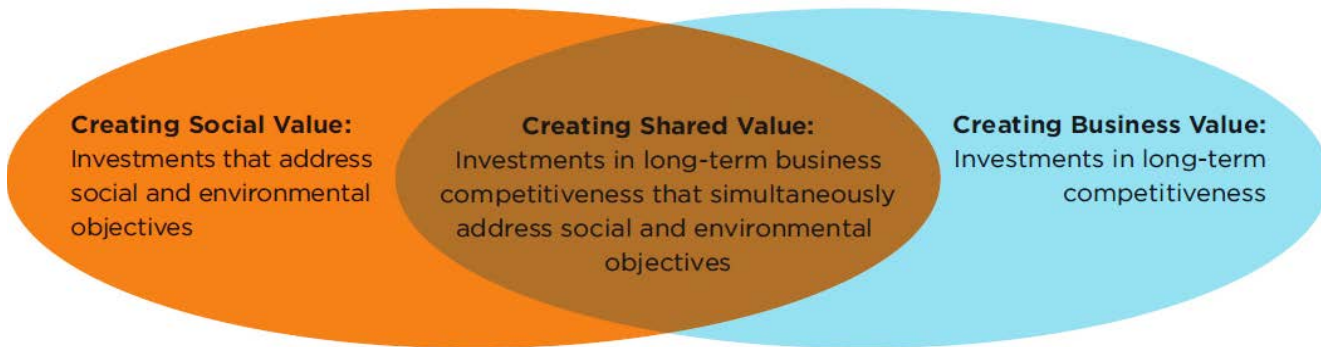 Creating Social Value:
Investments that address
social and environmental
objectives
Creating Shared Value:
Investments in long-term business
competitiveness that simultaneously
address social and environmental
objectives
Creating Business Value:
Investments in long-term
competitiveness